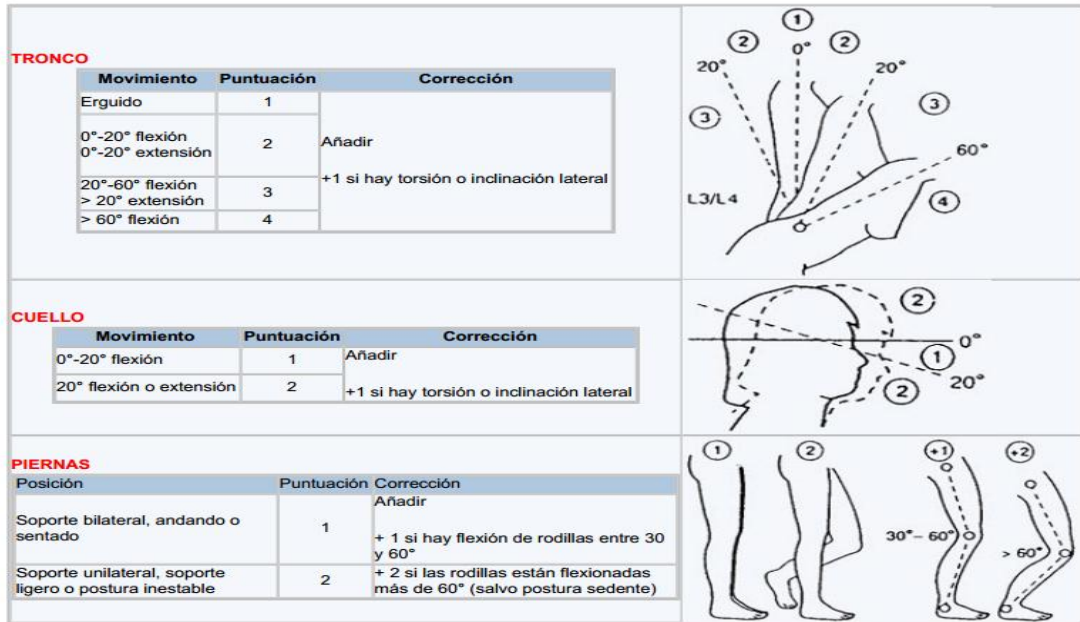 TRONCO
Movimiento Puntuación Corrección
Erguido 1
0°-20° flexión
0°-20° extensión
2
Añadir
+1 si hay torsión o inclinación lateral
20°-60° flexión
> 20° extensión
3
> 60° flexión 4
1
2 0° 2
20° 20°
3 3
60°
L3/L4
4
CUELLO
Movimiento Puntuación Corrección
0°-20° flexión 1
Añadir
20° flexión o extensión 2
+1 si hay torsión o inclinación lateral
2
0°
1
20°
2
PIERNAS
Posición Puntuación Corrección
Soporte bilateral, andando o
sentado
1
Añadir
+ 1 si hay flexión de rodillas entre 30
y 60°
Soporte unilateral, soporte
ligero o postura inestable
2
+ 2 si las rodillas están flexionadas
más de 60° (salvo postura sedente)
1 2 +1 +2
30°– 60°
> 60°